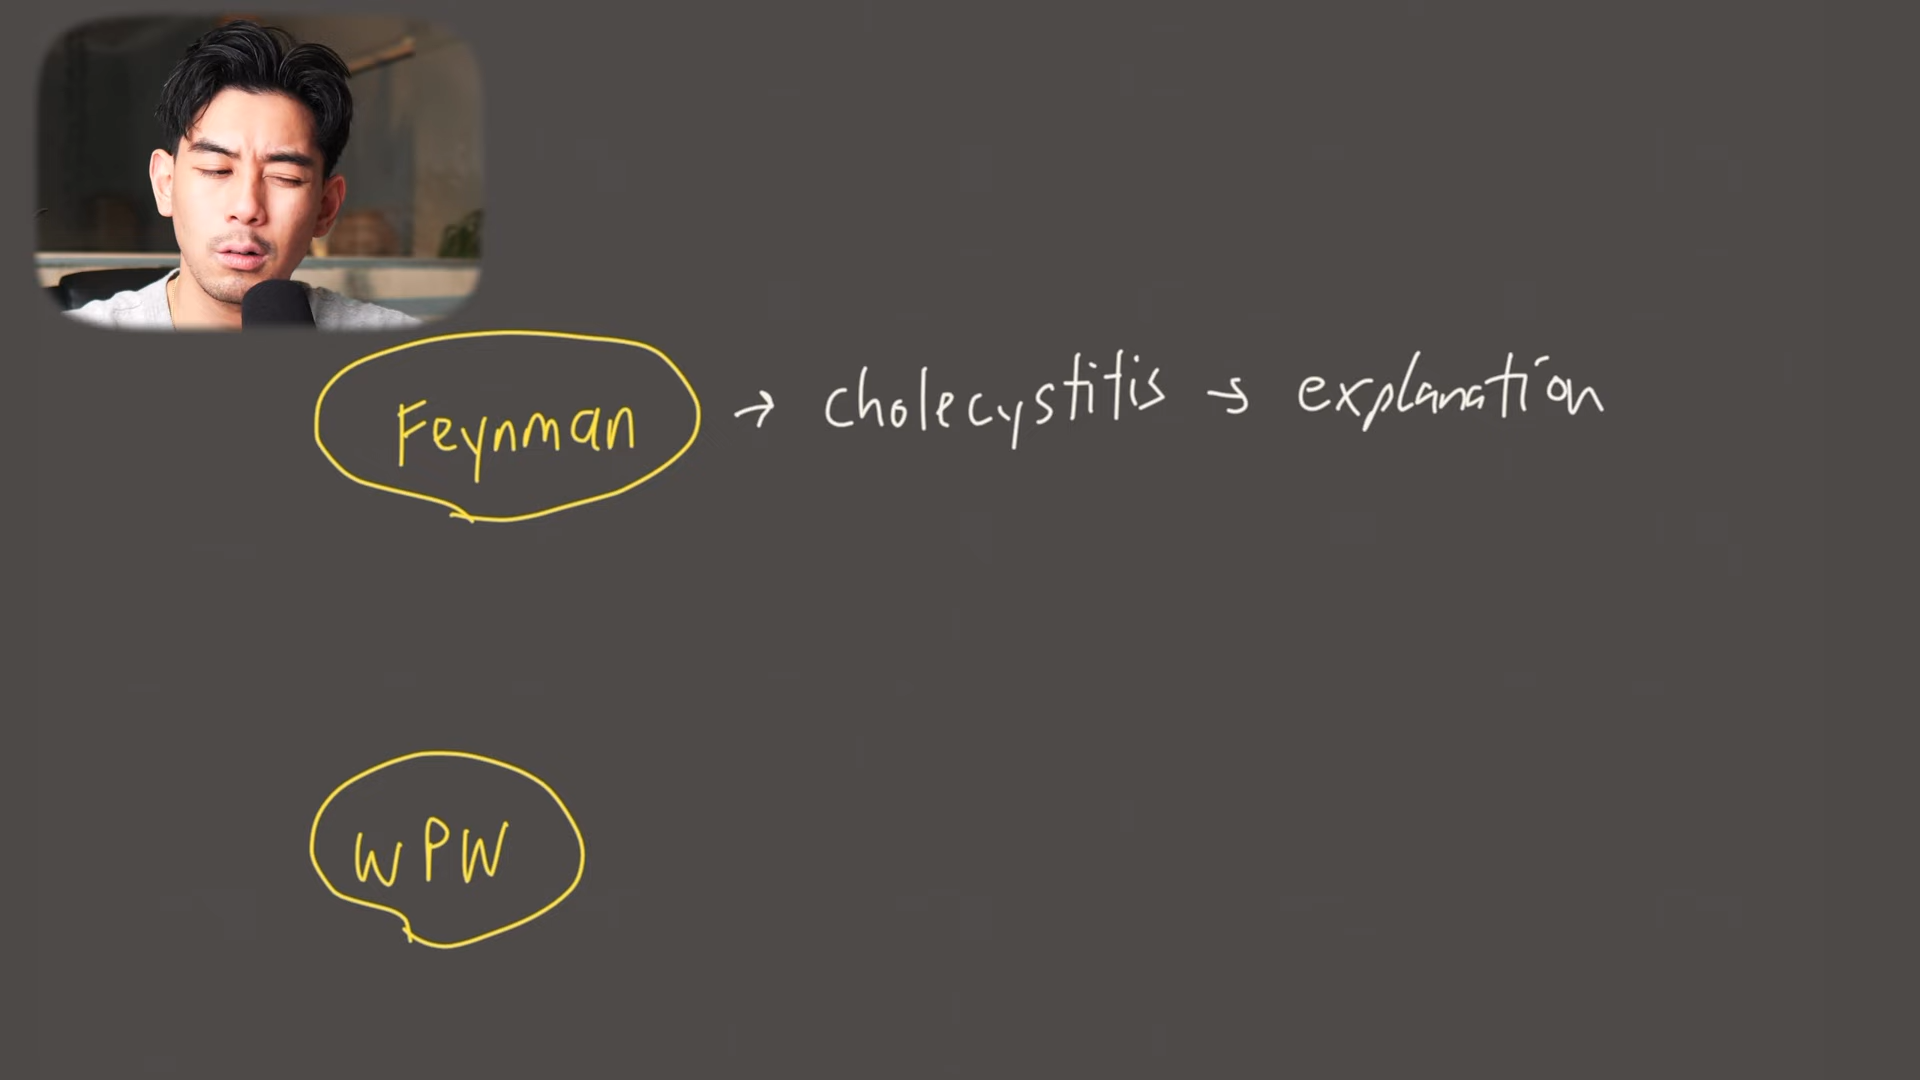 Feynman → cholecystitis → explanation
WPW